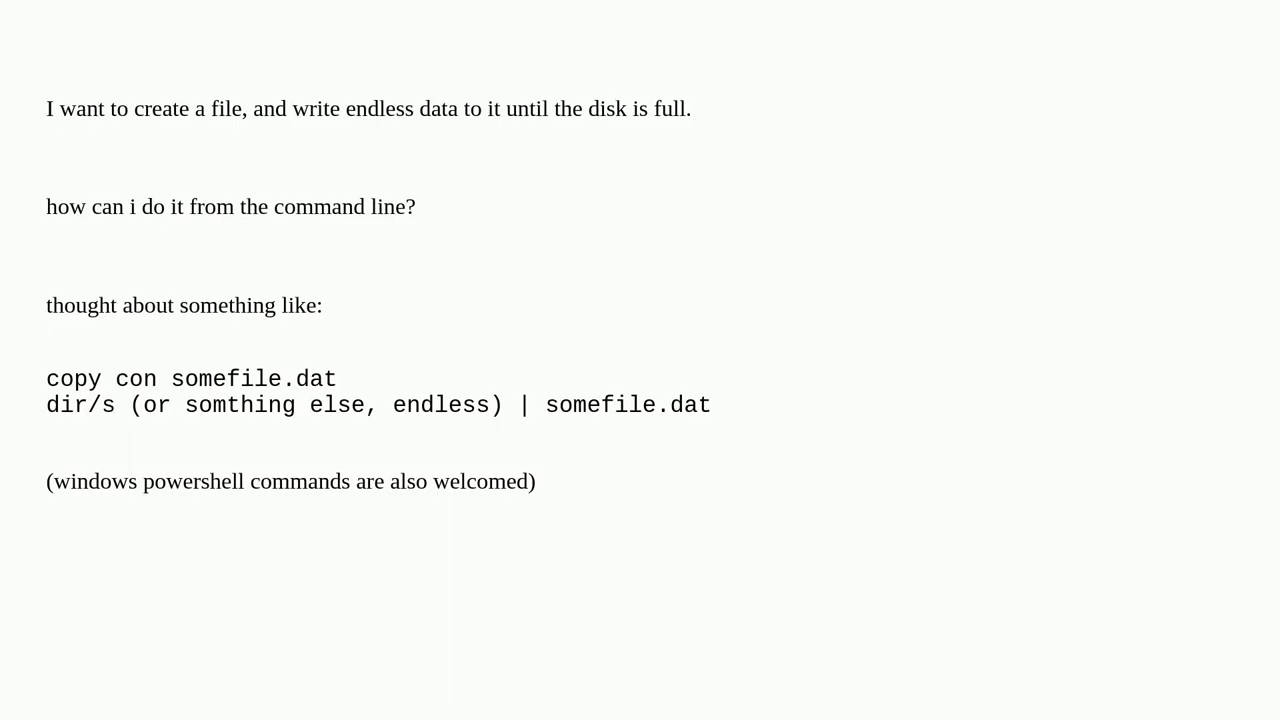 I want to create a file, and write endless data to it until the disk is full.
how can i do it from the command line?
thought about something like:
copy con somefile.dat
dir/s (or somthing else, endless) | somefile.dat
(windows powershell commands are also welcomed)